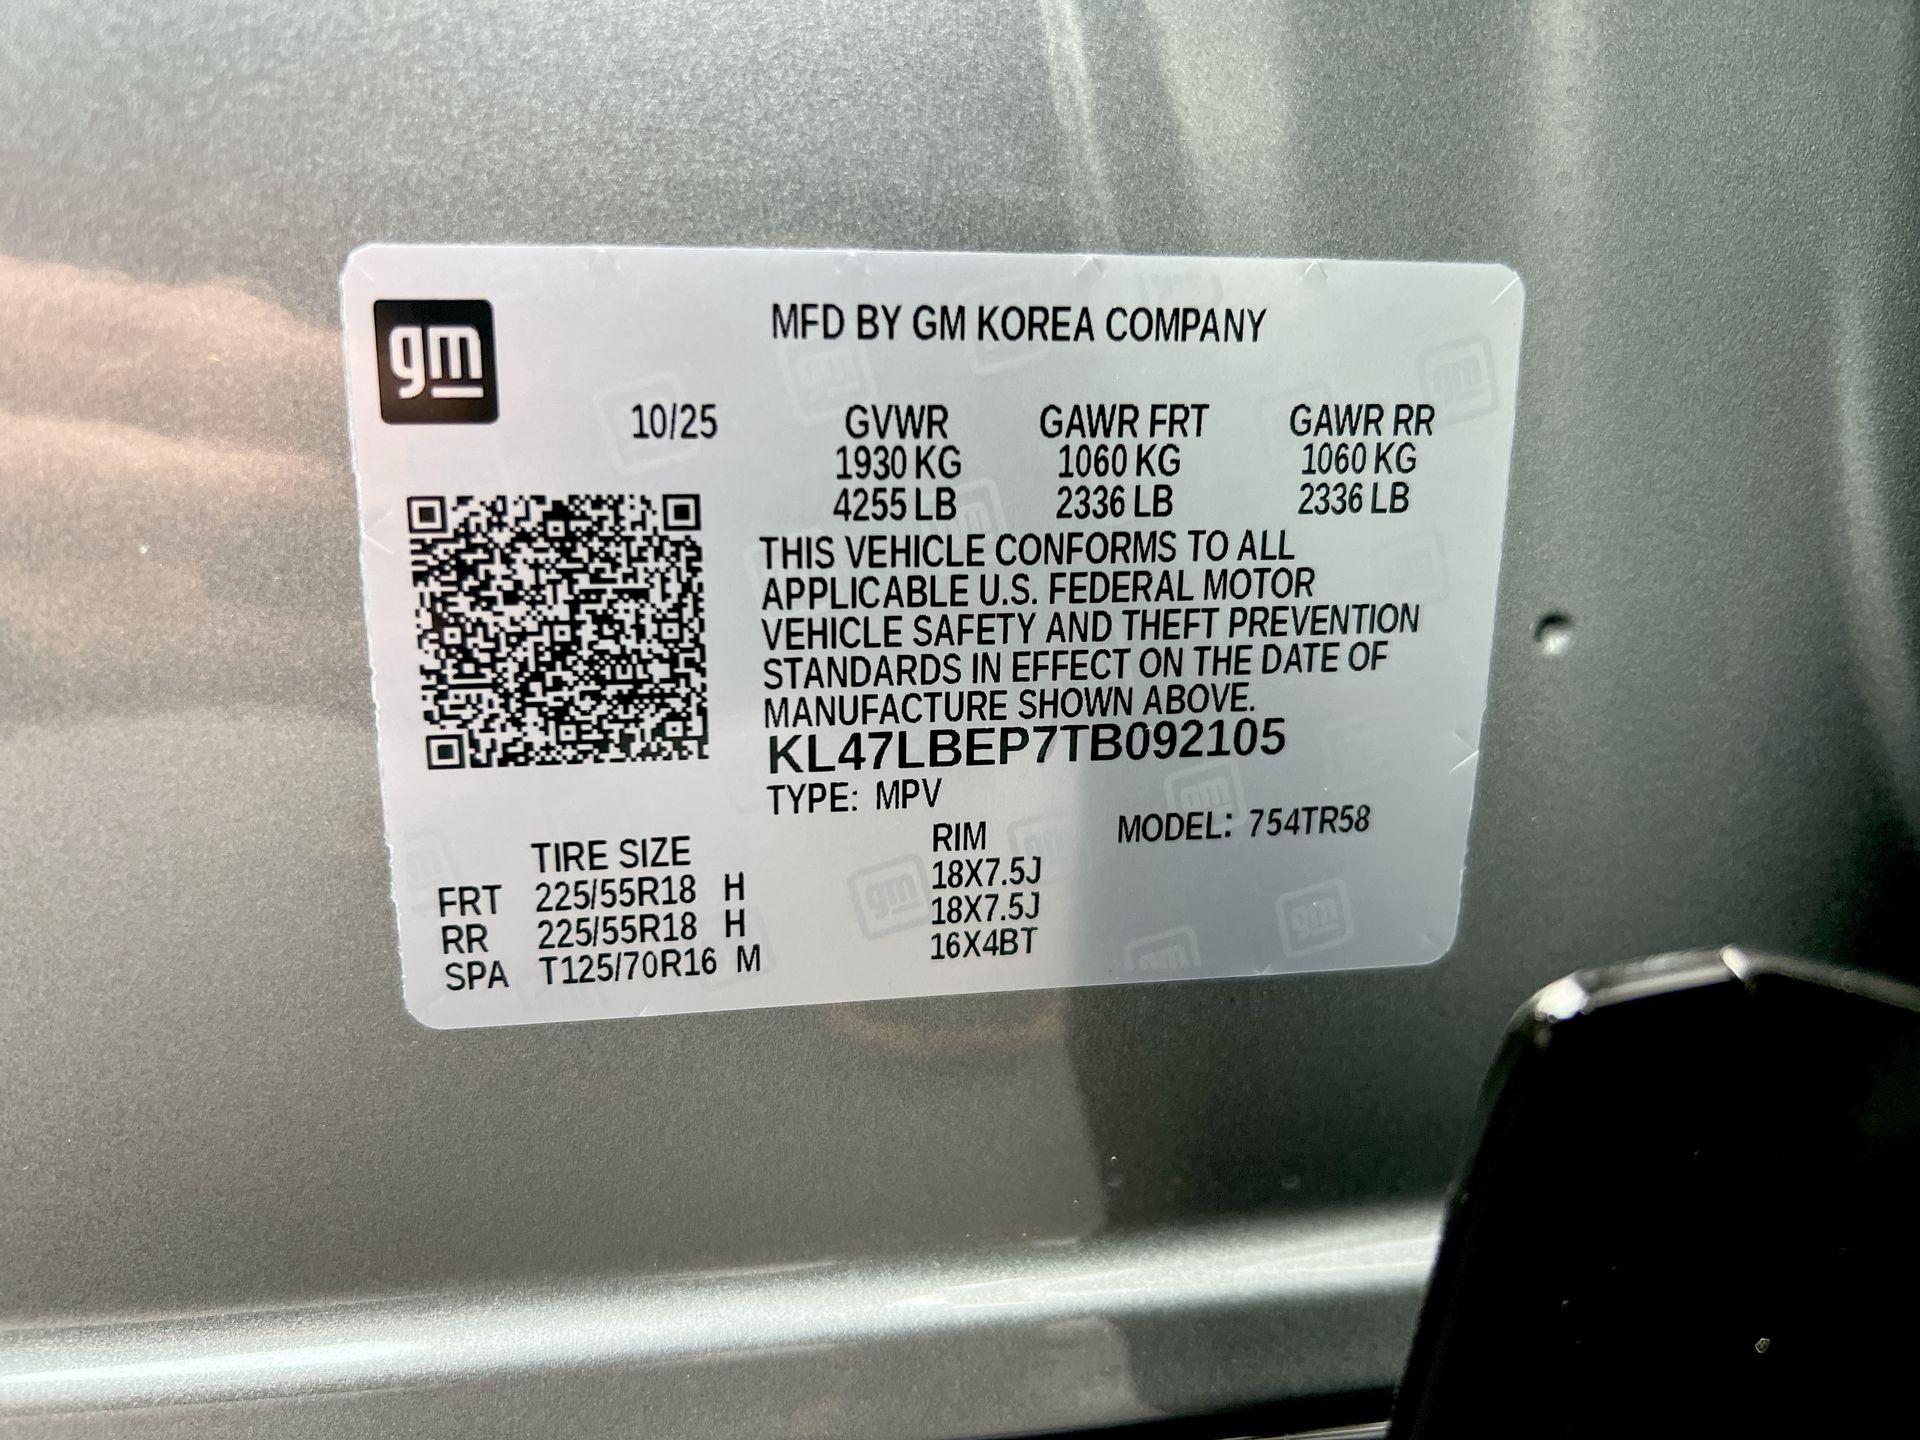 gm
MFD BY GM KOREA COMPANY
10/25 GVWR GAWR FRT GAWR RR
1930 KG 1060 KG 1060 KG
4255 LB 2336 LB 2336 LB
THIS VEHICLE CONFORMS TO ALL
APPLICABLE U.S. FEDERAL MOTOR
VEHICLE SAFETY AND THEFT PREVENTION
STANDARDS IN EFFECT ON THE DATE OF
MANUFACTURE SHOWN ABOVE.
KL47LBEP7TB092105
TYPE: MPV
MODEL: 754TR58
TIRE SIZE RIM
FRT 225/55R18 H 18X7.5J
RR 225/55R18 H 18X7.5J
SPA T125/70R16 M 16X4BT